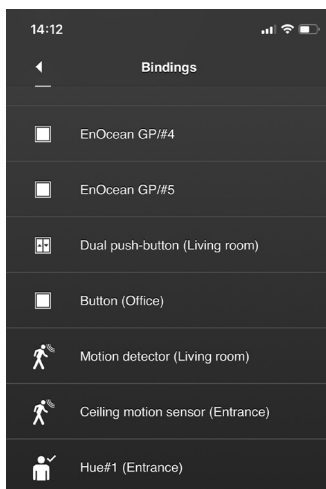 14:12
Bindings
EnOcean GP/#4
EnOcean GP/#5
Dual push-button (Living room)
Button (Office)
Motion detector (Living room)
Ceiling motion sensor (Entrance)
Hue#1 (Entrance)